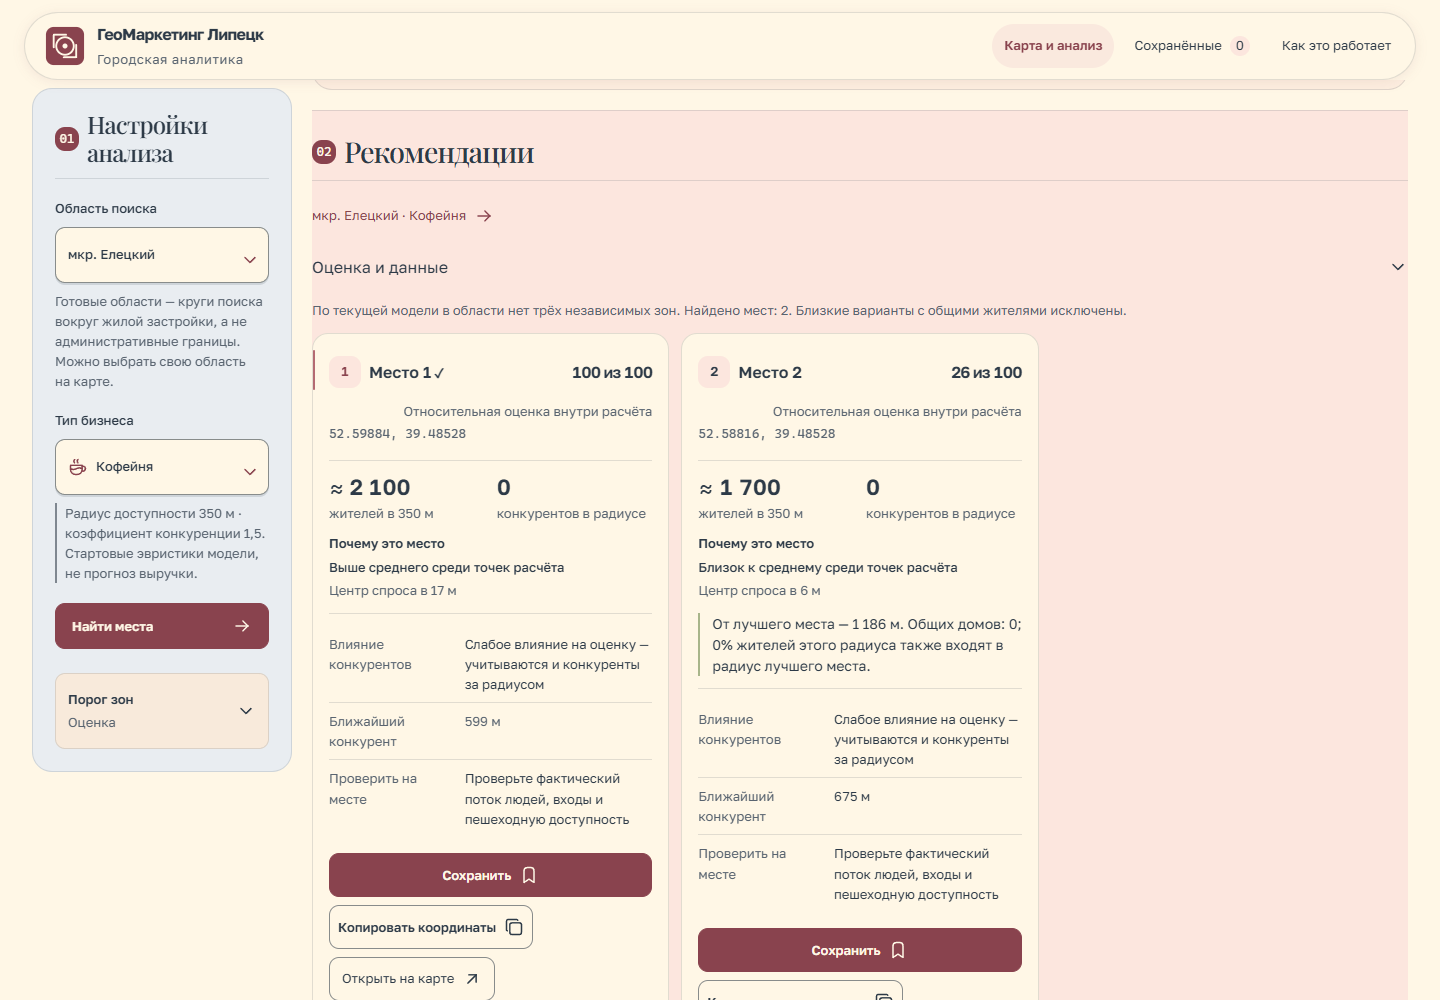 ГеоМаркетинг Липецк
Городская аналитика
Карта и анализ
Сохранённые 0
Как это работает
01 Настройки
анализа
Область поиска
мкр. Елецкий
Готовые области — круги поиска
вокруг жилой застройки, а не
административные границы.
Можно выбрать свою область
на карте.
Тип бизнеса
Кофейня
Радиус доступности 350 м ·
коэффициент конкуренции 1,5.
Стартовые эвристики модели,
не прогноз выручки.
Найти места →
Порог зон
Оценка
02 Рекомендации
мкр. Елецкий · Кофейня →
Оценка и данные
По текущей модели в области нет трёх независимых зон. Найдено мест: 2. Близкие варианты с общими жителями исключены.
1 Место 1 ✓ 100 из 100
Относительная оценка внутри расчёта
52.59884, 39.48528
≈ 2 100 0
жителей в 350 м конкурентов в радиусе
Почему это место
Выше среднего среди точек расчёта
Центр спроса в 17 м
Влияние
конкурентов
Слабое влияние на оценку —
учитываются и конкуренты
за радиусом
Ближайший
конкурент
599 м
Проверить на
месте
Проверьте фактический
поток людей, входы и
пешеходную доступность
Сохранить
Копировать координаты
Открыть на карте
2 Место 2 26 из 100
Относительная оценка внутри расчёта
52.58816, 39.48528
≈ 1 700 0
жителей в 350 м конкурентов в радиусе
Почему это место
Близок к среднему среди точек расчёта
Центр спроса в 6 м
От лучшего места — 1 186 м. Общих домов: 0;
0% жителей этого радиуса также входят в
радиус лучшего места.
Влияние
конкурентов
Слабое влияние на оценку —
учитываются и конкуренты
за радиусом
Ближайший
конкурент
675 м
Проверить на
месте
Проверьте фактический
поток людей, входы и
пешеходную доступность
Сохранить